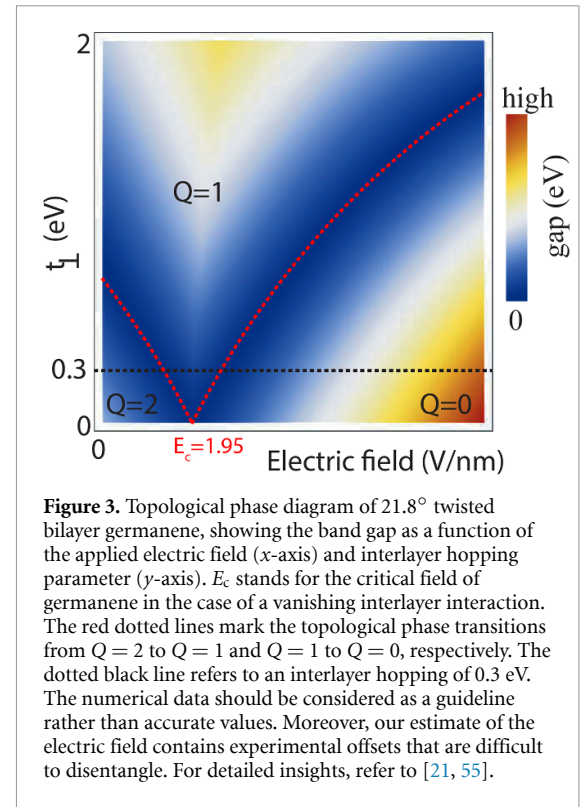 2
high
Q=1
t⊥ (eV)
gap (eV)
0
0.3
Q=2
Q=0
0
0
E_c=1.95
Electric field (V/nm)
Figure 3. Topological phase diagram of 21.8° twisted
bilayer germanene, showing the band gap as a function of
the applied electric field (x-axis) and interlayer hopping
parameter (y-axis). E_c stands for the critical field of
germanene in the case of a vanishing interlayer interaction.
The red dotted lines mark the topological phase transitions
from Q = 2 to Q = 1 and Q = 1 to Q = 0, respectively. The
dotted black line refers to an interlayer hopping of 0.3 eV.
The numerical data should be considered as a guideline
rather than accurate values. Moreover, our estimate of the
electric field contains experimental offsets that are difficult
to disentangle. For detailed insights, refer to [21, 55].